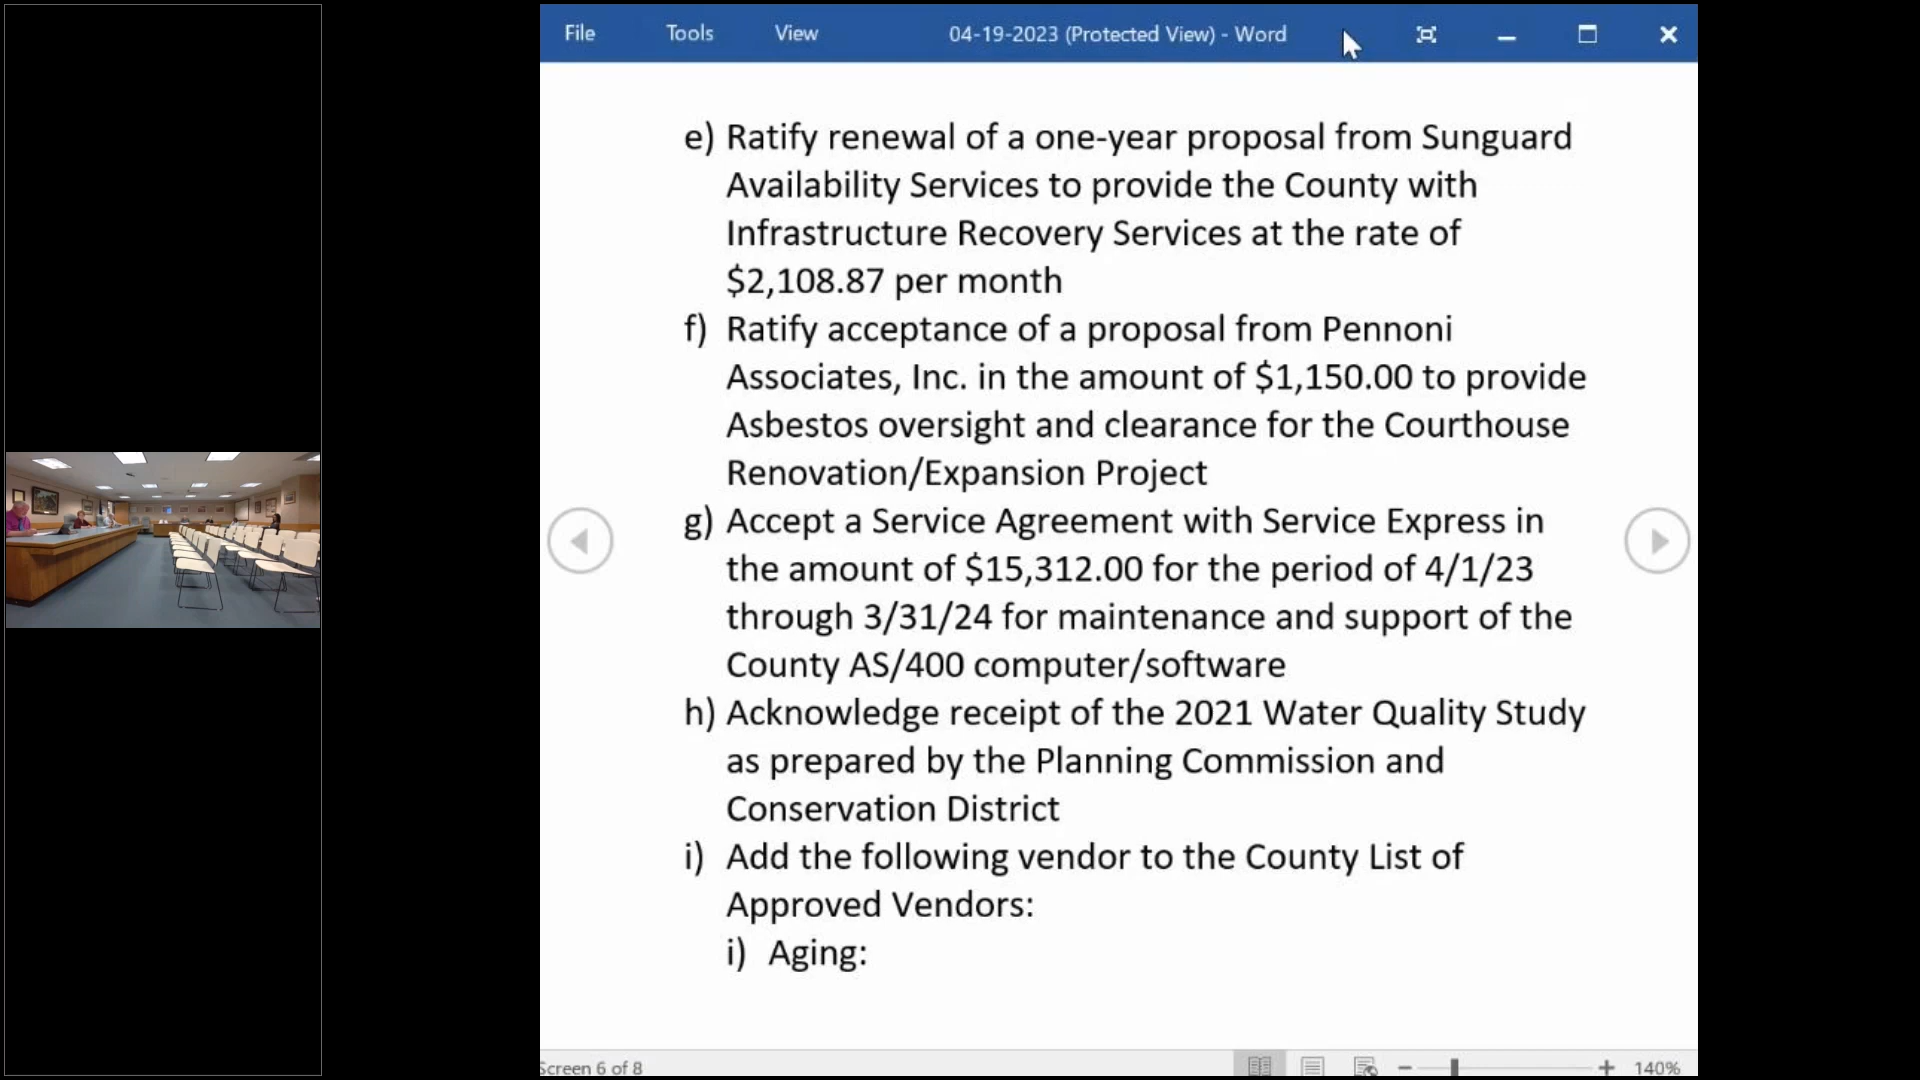 File Tools View 04-19-2023 (Protected View) - Word
e) Ratify renewal of a one-year proposal from Sunguard
Availability Services to provide the County with
Infrastructure Recovery Services at the rate of
$2,108.87 per month
f) Ratify acceptance of a proposal from Pennoni
Associates, Inc. in the amount of $1,150.00 to provide
Asbestos oversight and clearance for the Courthouse
Renovation/Expansion Project
g) Accept a Service Agreement with Service Express in
the amount of $15,312.00 for the period of 4/1/23
through 3/31/24 for maintenance and support of the
County AS/400 computer/software
h) Acknowledge receipt of the 2021 Water Quality Study
as prepared by the Planning Commission and
Conservation District
i) Add the following vendor to the County List of
Approved Vendors:
i) Aging:
Screen 6 of 8 140%